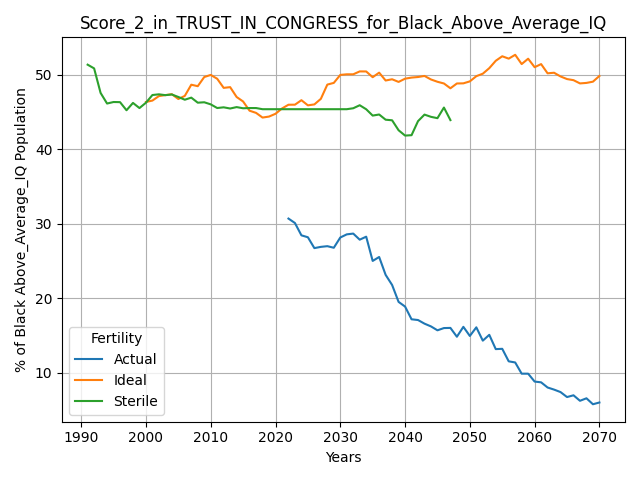 Score_2_in_TRUST_IN_CONGRESS_for_Black_Above_Average_IQ
% of Black Above_Average_IQ Population
50
40
30
20
10
Fertility
Actual
Ideal
Sterile
1990 2000 2010 2020 2030 2040 2050 2060 2070
Years